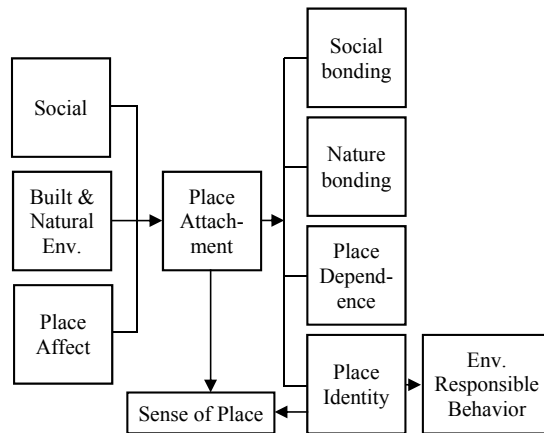 Social
bonding
Social
Nature
bonding
Built &
Natural
Env.
Place
Attach-
ment
Place
Depend-
ence
Place
Affect
Place
Identity
Env.
Responsible
Behavior
Sense of Place